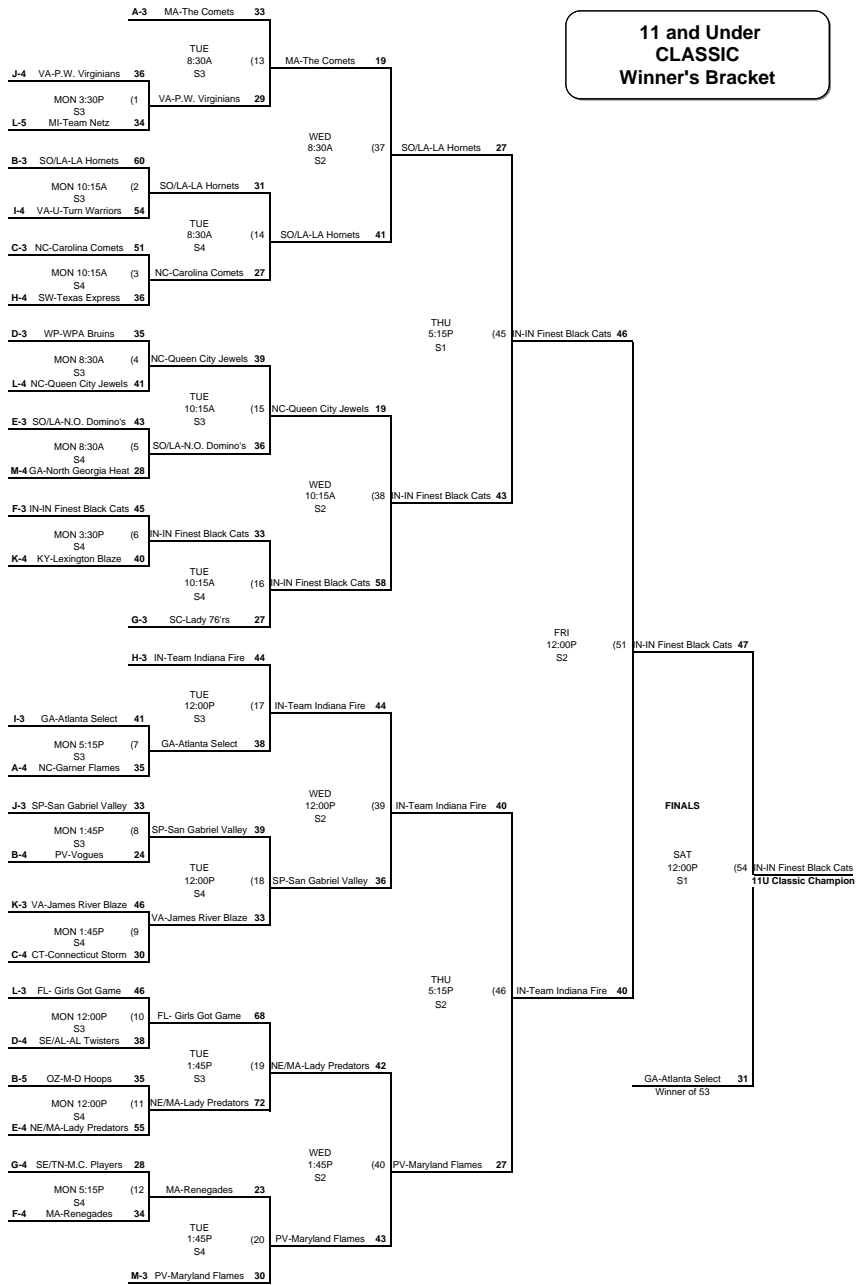 11 and Under
CLASSIC
Winner's Bracket
A-3 MA-The Comets 33
TUE
8:30A (13 MA-The Comets 19
S3
J-4 VA-P.W. Virginians 36
MON 3:30P (1 VA-P.W. Virginians 29
S3
L-5 MI-Team Netz 34
WED
8:30A (37 SO/LA-LA Hornets 27
S2
B-3 SO/LA-LA Hornets 60
MON 10:15A (2 SO/LA-LA Hornets 31
S3
I-4 VA-U-Turn Warriors 54
TUE
8:30A (14 SO/LA-LA Hornets 41
S4
C-3 NC-Carolina Comets 51
MON 10:15A (3 NC-Carolina Comets 27
S4
H-4 SW-Texas Express 36
THU
5:15P (45 IN-IN Finest Black Cats 46
S1
D-3 WP-WPA Bruins 35
MON 8:30A (4 NC-Queen City Jewels 39
S3
L-4 NC-Queen City Jewels 41
TUE
10:15A (15 NC-Queen City Jewels 19
S3
E-3 SO/LA-N.O. Domino's 43
MON 8:30A (5 SO/LA-N.O. Domino's 36
S4
M-4 GA-North Georgia Heat 28
WED
10:15A (38 IN-IN Finest Black Cats 43
S2
F-3 IN-IN Finest Black Cats 45
MON 3:30P (6 IN-IN Finest Black Cats 33
S4
K-4 KY-Lexington Blaze 40
TUE
10:15A (16 IN-IN Finest Black Cats 58
S4
G-3 SC-Lady 76'rs 27
FRI
12:00P (51 IN-IN Finest Black Cats 47
S2
H-3 IN-Team Indiana Fire 44
TUE
12:00P (17 IN-Team Indiana Fire 44
S3
I-3 GA-Atlanta Select 41
MON 5:15P (7 GA-Atlanta Select 38
S3
A-4 NC-Garner Flames 35
WED
12:00P (39 IN-Team Indiana Fire 40
S2
FINALS
J-3 SP-San Gabriel Valley 33
MON 1:45P (8 SP-San Gabriel Valley 39
S3
B-4 PV-Vogues 24
TUE
12:00P (18 SP-San Gabriel Valley 36
S4
SAT
12:00P (54 IN-IN Finest Black Cats
S1 11U Classic Champion
K-3 VA-James River Blaze 46
MON 1:45P (9 VA-James River Blaze 33
S4
C-4 CT-Connecticut Storm 30
THU
5:15P (46 IN-Team Indiana Fire 40
S2
L-3 FL- Girls Got Game 46
MON 12:00P (10 FL- Girls Got Game 68
S3
D-4 SE/AL-AL Twisters 38
TUE
1:45P (19 NE/MA-Lady Predators 42
S3
B-5 OZ-M-D Hoops 35
MON 12:00P (11 NE/MA-Lady Predators 72
S4
E-4 NE/MA-Lady Predators 55
GA-Atlanta Select 31
Winner of 53
WED
1:45P (40 PV-Maryland Flames 27
S2
G-4 SE/TN-M.C. Players 28
MON 5:15P (12 MA-Renegades 23
S4
F-4 MA-Renegades 34
TUE
1:45P (20 PV-Maryland Flames 43
S4
M-3 PV-Maryland Flames 30